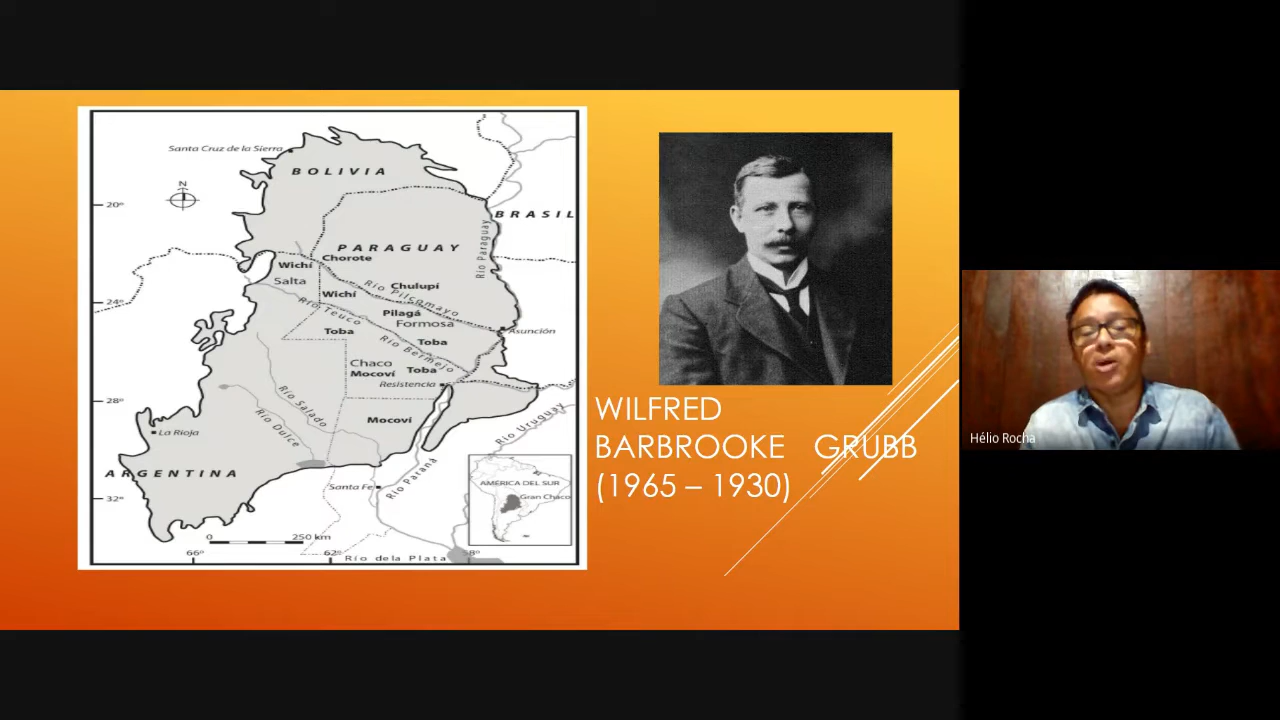 Santa Cruz de la Sierra
BOLIVIA
N
20°
BRASIL
Río Paraguay
PARAGUAY
Wichí
Chorote
Salta
Chulupí
Río Pilcomayo
Wichí
24°
Río Teuco
Pilagá
Formosa
Toba
Asunción
Toba
Río Bermejo
Chaco
Mocoví
Toba
Resistencia
28°
Río Salado
Río Dulce
Mocoví
Río Uruguay
La Rioja
ARGENTINA
Río Paraná
Santa Fe
32°
AMÉRICA DEL SUR
Gran Chaco
0 250 km
66°
62°
58°
Río dela Plata
WILFRED
BARBROOKE GRUBB
(1965 – 1930)
Hélio Rocha